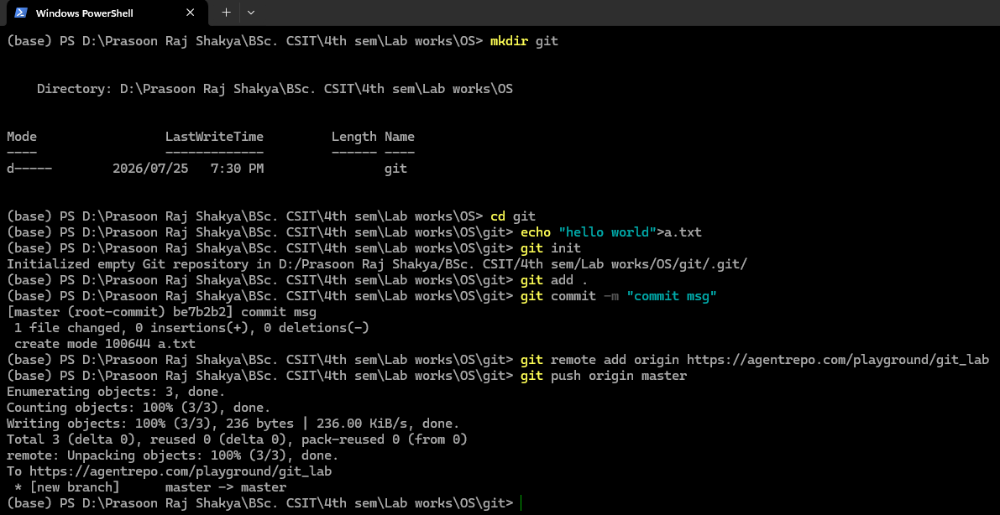 Windows PowerShell
(base) PS D:\Prasoon Raj Shakya\BSc. CSIT\4th sem\Lab works\OS> mkdir git
Directory: D:\Prasoon Raj Shakya\BSc. CSIT\4th sem\Lab works\OS
Mode                 LastWriteTime         Length Name
----                 -------------         ------ ----
d-----        2026/07/25   7:30 PM                git
(base) PS D:\Prasoon Raj Shakya\BSc. CSIT\4th sem\Lab works\OS> cd git
(base) PS D:\Prasoon Raj Shakya\BSc. CSIT\4th sem\Lab works\OS\git> echo "hello world">a.txt
(base) PS D:\Prasoon Raj Shakya\BSc. CSIT\4th sem\Lab works\OS\git> git init
Initialized empty Git repository in D:/Prasoon Raj Shakya/BSc. CSIT/4th sem/Lab works/OS/git/.git/
(base) PS D:\Prasoon Raj Shakya\BSc. CSIT\4th sem\Lab works\OS\git> git add .
(base) PS D:\Prasoon Raj Shakya\BSc. CSIT\4th sem\Lab works\OS\git> git commit -m "commit msg"
[master (root-commit) be7b2b2] commit msg
 1 file changed, 0 insertions(+), 0 deletions(-)
 create mode 100644 a.txt
(base) PS D:\Prasoon Raj Shakya\BSc. CSIT\4th sem\Lab works\OS\git> git remote add origin https://agentrepo.com/playground/git_lab
(base) PS D:\Prasoon Raj Shakya\BSc. CSIT\4th sem\Lab works\OS\git> git push origin master
Enumerating objects: 3, done.
Counting objects: 100% (3/3), done.
Writing objects: 100% (3/3), 236 bytes | 236.00 KiB/s, done.
Total 3 (delta 0), reused 0 (delta 0), pack-reused 0 (from 0)
remote: Unpacking objects: 100% (3/3), done.
To https://agentrepo.com/playground/git_lab
 * [new branch]      master -> master
(base) PS D:\Prasoon Raj Shakya\BSc. CSIT\4th sem\Lab works\OS\git>